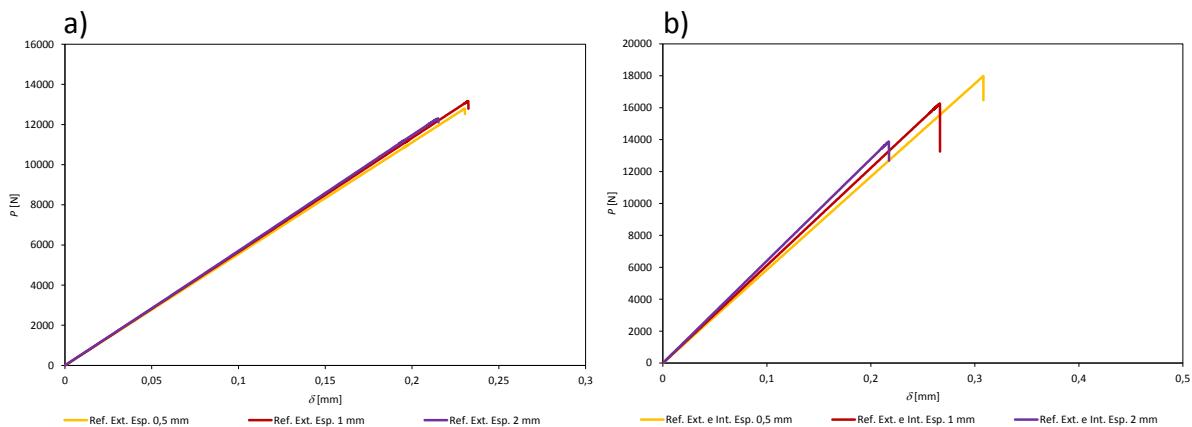 a)
16000
14000
12000
10000
8000
6000
4000
2000
0
P [N]
0 0,05 0,1 0,15 0,2 0,25 0,3
δ [mm]
Ref. Ext. Esp. 0,5 mm Ref. Ext. Esp. 1 mm Ref. Ext. Esp. 2 mm
b)
20000
18000
16000
14000
12000
10000
8000
6000
4000
2000
0
P [N]
0 0,1 0,2 0,3 0,4 0,5
δ [mm]
Ref. Ext. e Int. Esp. 0,5 mm Ref. Ext. e Int. Esp. 1 mm Ref. Ext. e Int. Esp. 2 mm